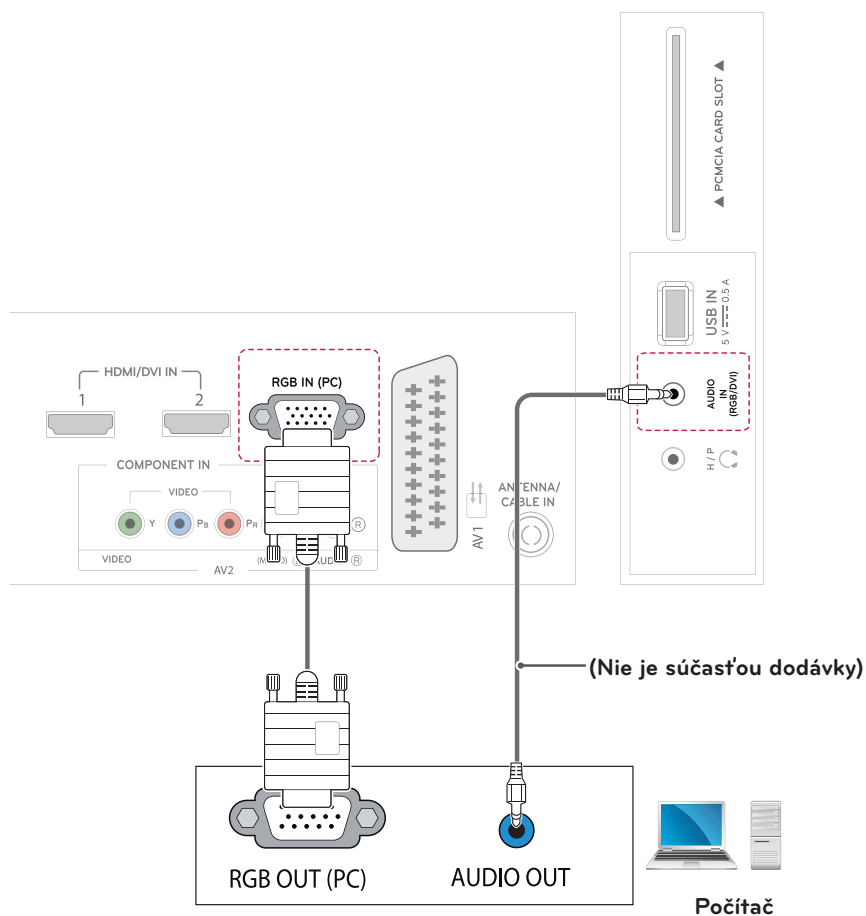 ◀ PCMCIA CARD SLOT ▶
USB IN
5 V 0.5 A
HDMI/DVI IN
1
2
RGB IN (PC)
AUDIO
IN
(RGB/DVI)
H / P
COMPONENT IN
VIDEO
Y
PB
PR
R
AV1
ANTENNA/
CABLE IN
VIDEO
R
AV2
(Nie je súčasťou dodávky)
RGB OUT (PC)
AUDIO OUT
Počítač